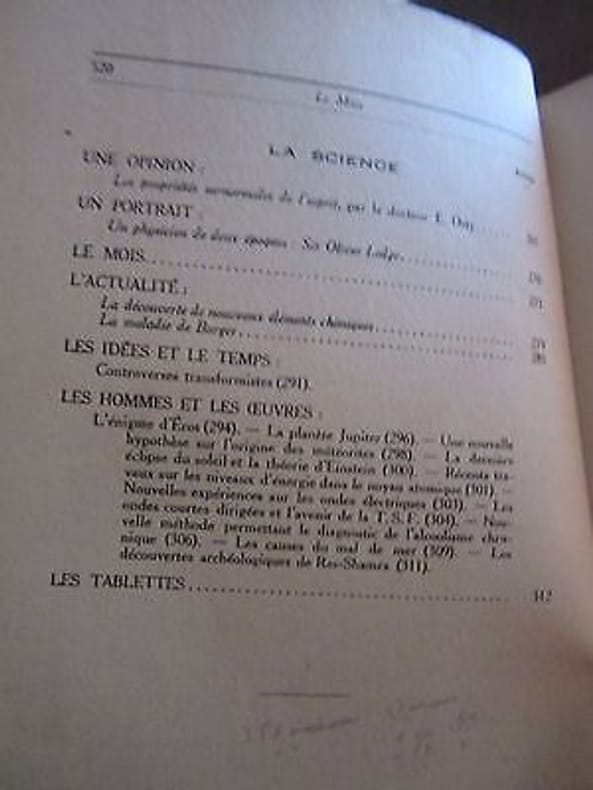 320
Le Mois
LA SCIENCE
UNE OPINION :
Les propriétés de l'esprit, par le docteur E. Osty......
UN PORTRAIT :
Un physicien de deux époques : Sir Oliver Lodge..............
LE MOIS..............................
L'ACTUALITÉ :
La découverte de nouveaux éléments chimiques..............
La maladie de Burger..............................
LES IDÉES ET LE TEMPS :
Controverses transformistes (291).
LES HOMMES ET LES ŒUVRES :
L'énigme d'Éros (294). — La planète Jupiter (296). — Une nouvelle
hypothèse sur l'origine des météorites (298). — La dernière
éclipse du soleil et la théorie d'Einstein (300). — Récents tra-
vaux sur les niveaux d'énergie dans le noyau atomique (301). —
Nouvelles expériences sur les ondes électriques (303). — Les
ondes courtes dirigées et l'avenir de la T. S. F. (304). — Nou-
velle méthode permettant le diagnostic de l'alcoolisme chro-
nique (306). — Les causes du mal de mer (309). — Les
découvertes archéologiques de Ras-Shamra (311).
LES TABLETTES.............................. 312